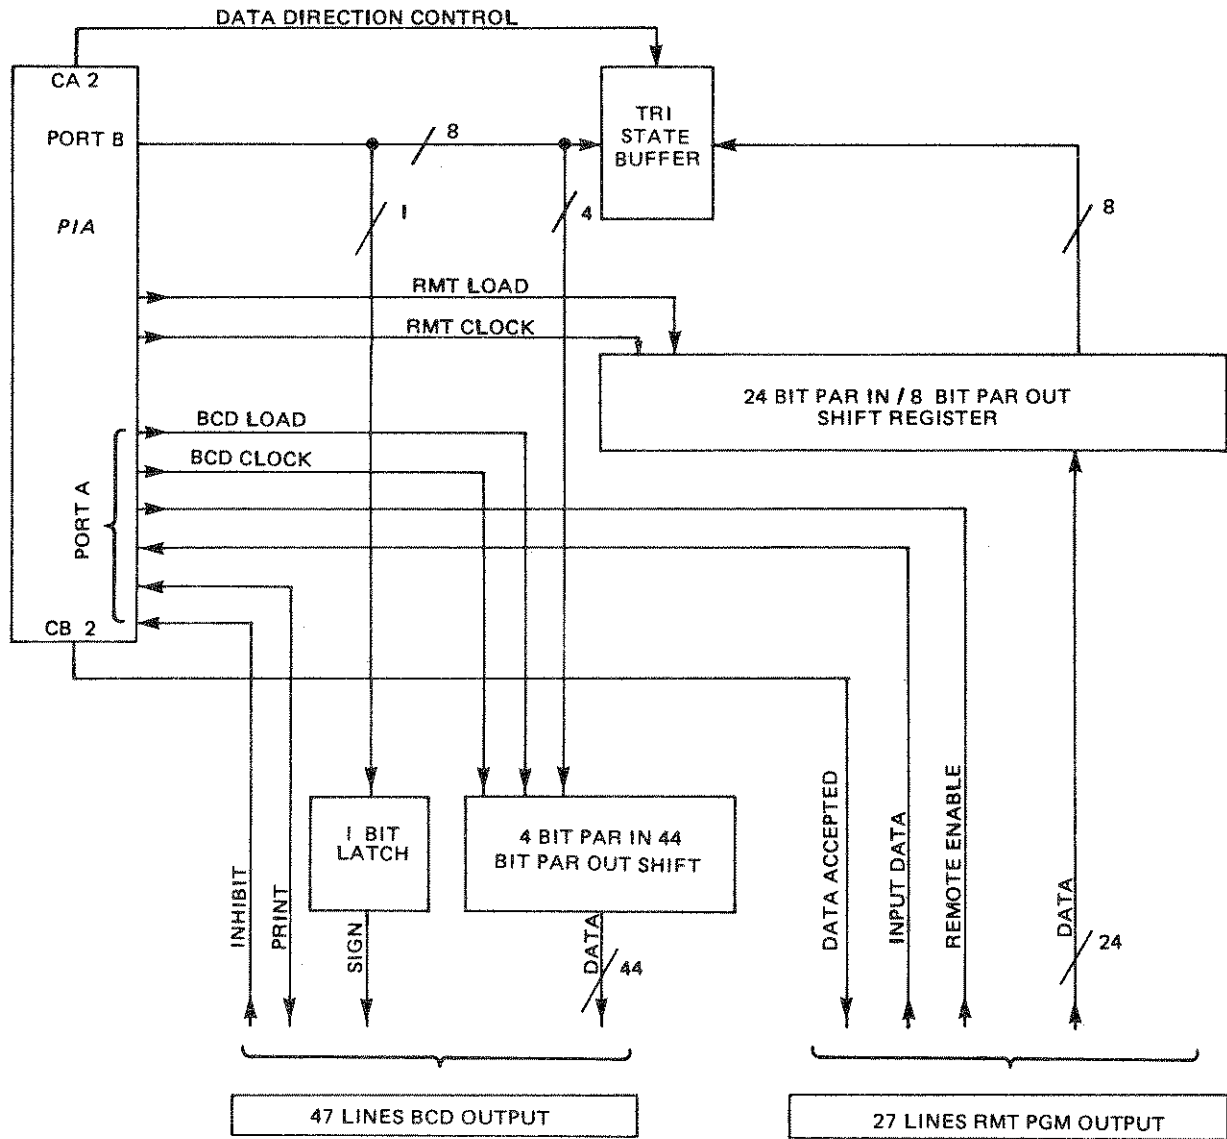 DATA DIRECTION CONTROL
CA 2
TRI
STATE
BUFFER
PORT B
8
PIA
1
4
8
RMT LOAD
RMT CLOCK
24 BIT PAR IN / 8 BIT PAR OUT
SHIFT REGISTER
BCD LOAD
BCD CLOCK
PORT A
CB 2
1 BIT
LATCH
4 BIT PAR IN 44
BIT PAR OUT SHIFT
INHIBIT
PRINT
SIGN
DATA
44
DATA ACCEPTED
INPUT DATA
REMOTE ENABLE
DATA
24
47 LINES BCD OUTPUT
27 LINES RMT PGM OUTPUT